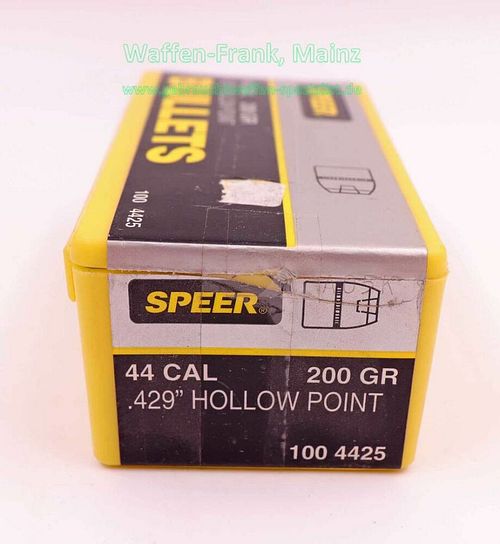 Waffen-Frank, Mainz
BULLETS
SPEER
100 4425
SPEER®
44 CAL 200 GR
.429" HOLLOW POINT
100 4425